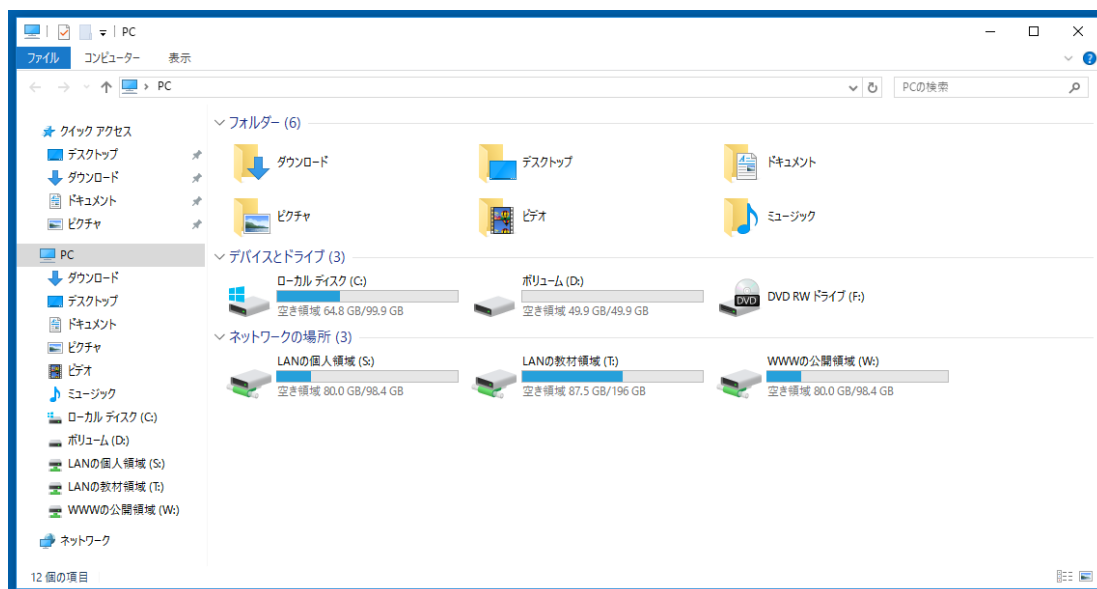 PC
ファイル コンピューター 表示
PC PCの検索
クイック アクセス
デスクトップ
ダウンロード
ドキュメント
ピクチャ
PC
ダウンロード
デスクトップ
ドキュメント
ピクチャ
ビデオ
ミュージック
ローカル ディスク (C:)
ボリューム (D:)
LANの個人領域 (S:)
LANの教材領域 (T:)
WWWの公開領域 (W:)
ネットワーク
フォルダー (6)
ダウンロード デスクトップ ドキュメント
ピクチャ ビデオ ミュージック
デバイスとドライブ (3)
ローカル ディスク (C:)
空き領域 64.8 GB/99.9 GB
ボリューム (D:)
空き領域 49.9 GB/49.9 GB
DVD RW ドライブ (F:)
DVD
ネットワークの場所 (3)
LANの個人領域 (S:)
空き領域 80.0 GB/98.4 GB
LANの教材領域 (T:)
空き領域 87.5 GB/196 GB
WWWの公開領域 (W:)
空き領域 80.0 GB/98.4 GB
12 個の項目